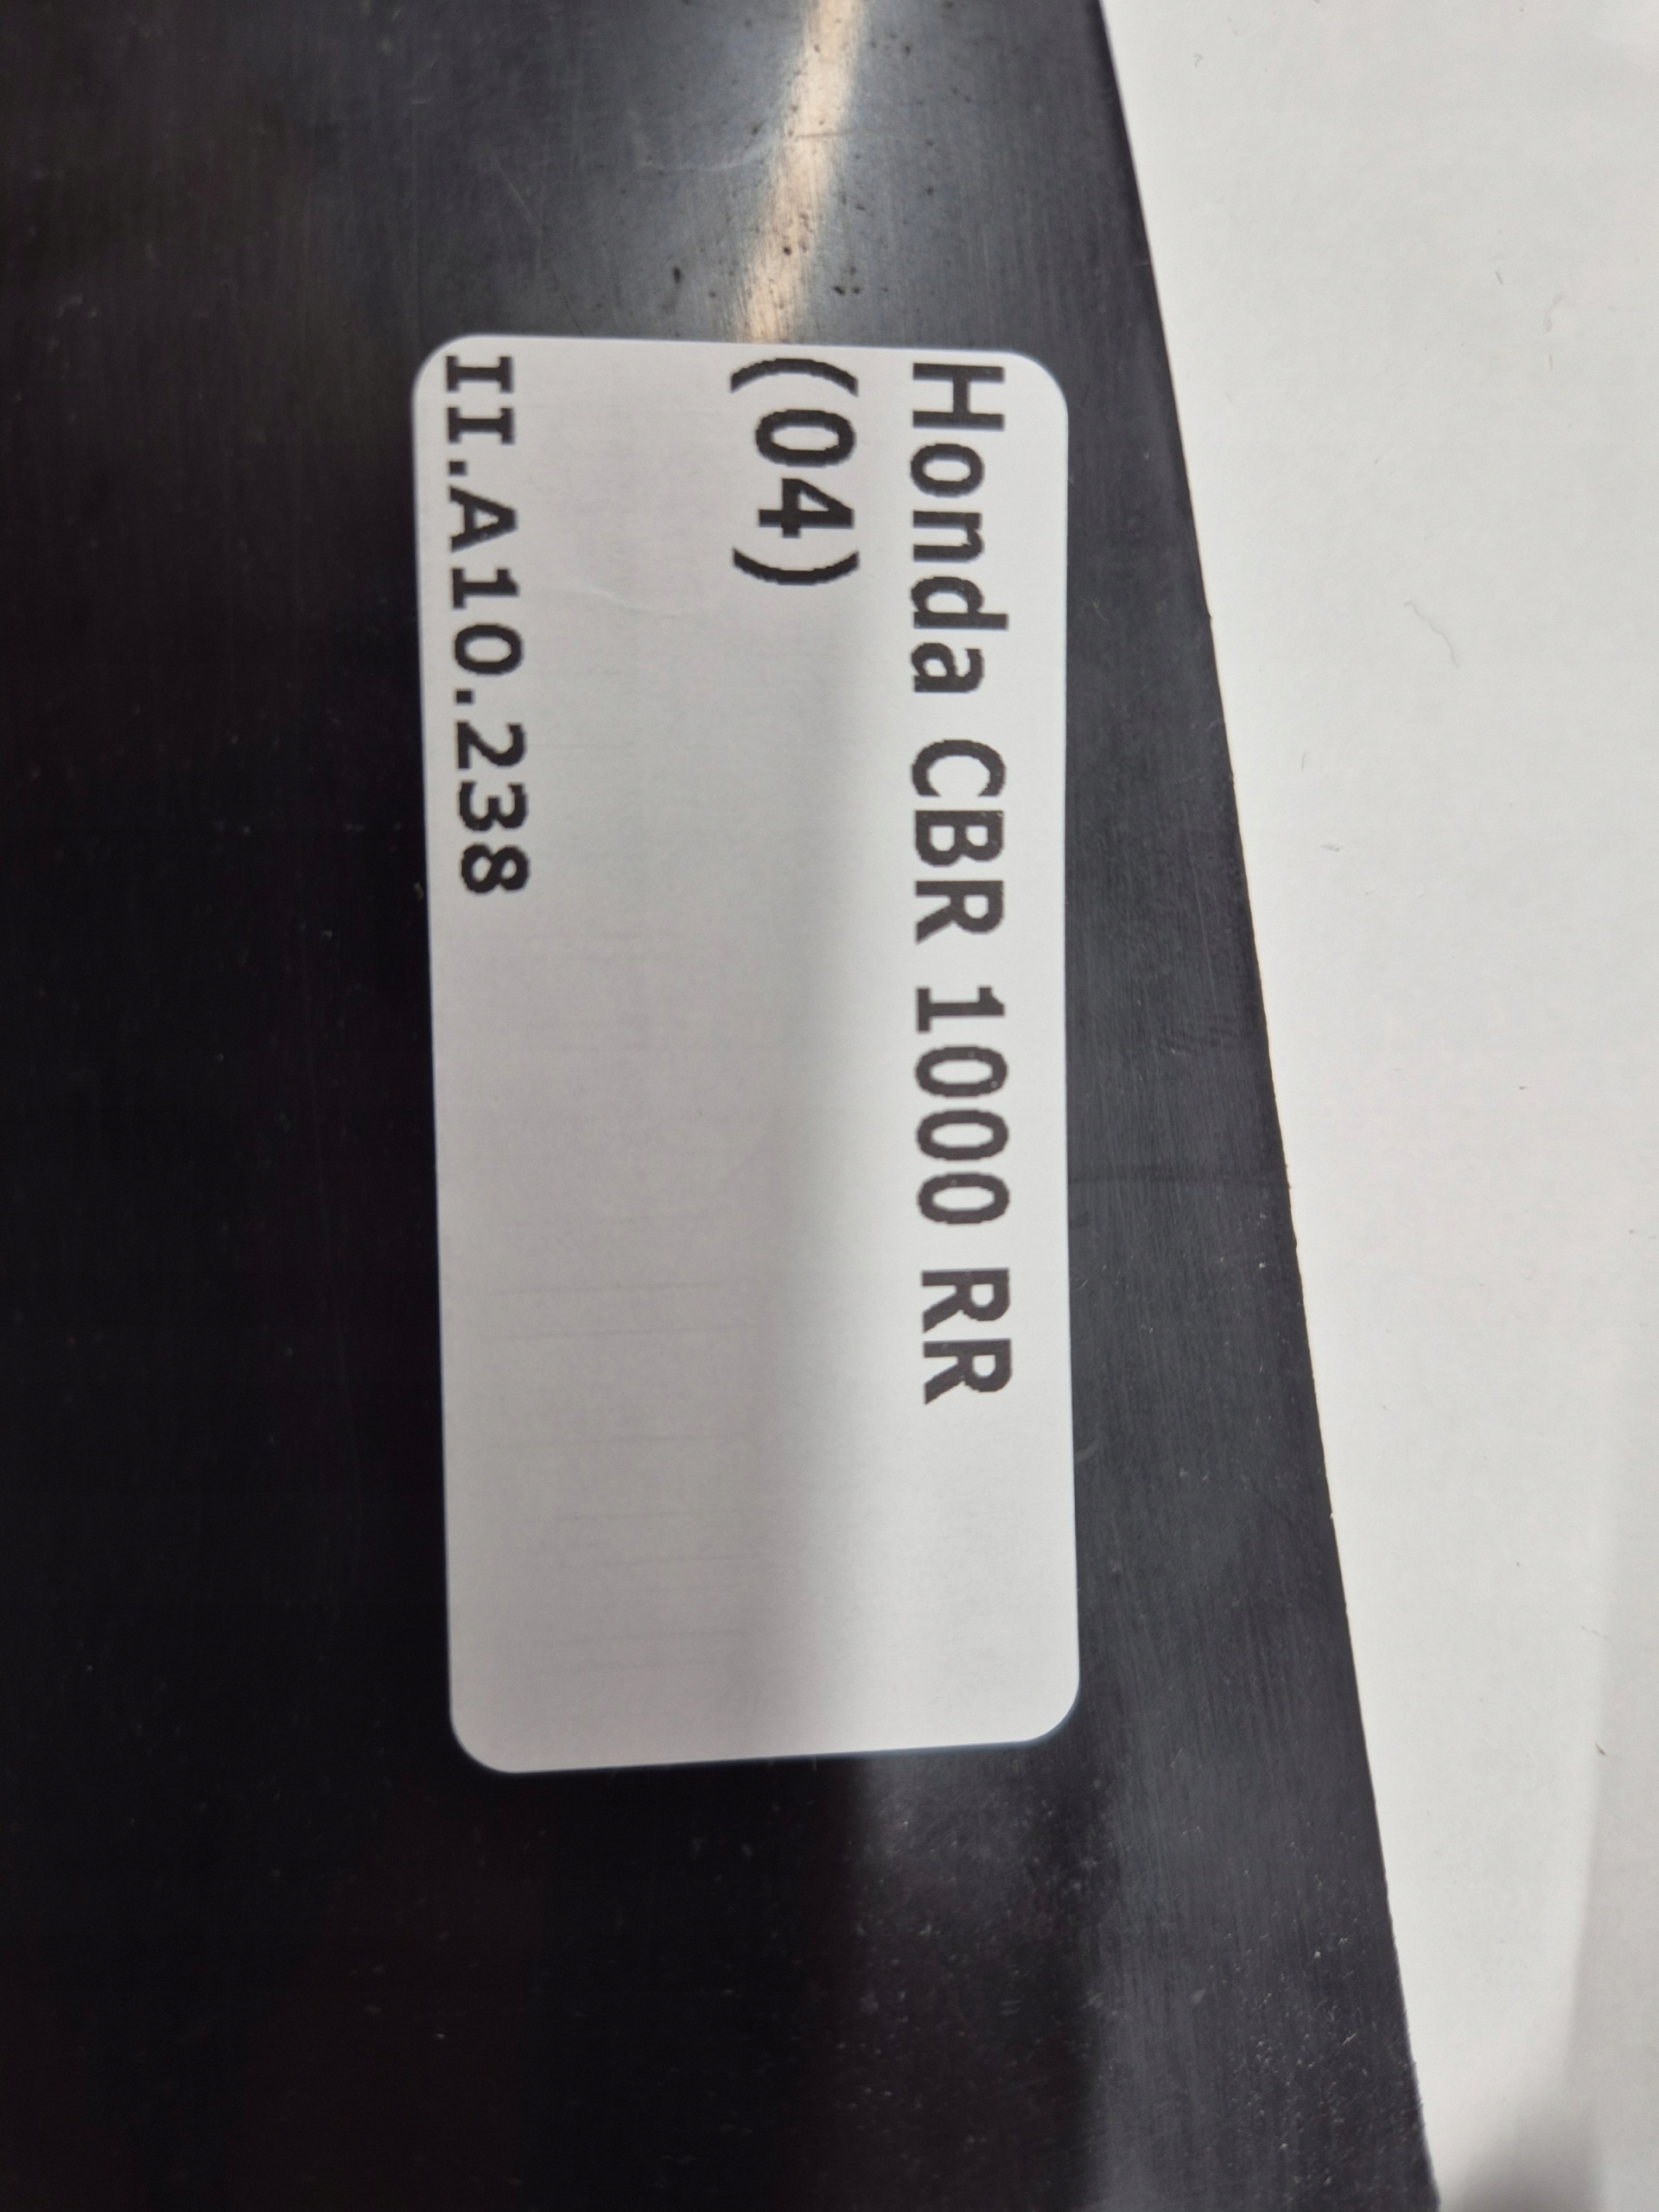 Honda CBR 1000 RR
(04)
II.A10.238